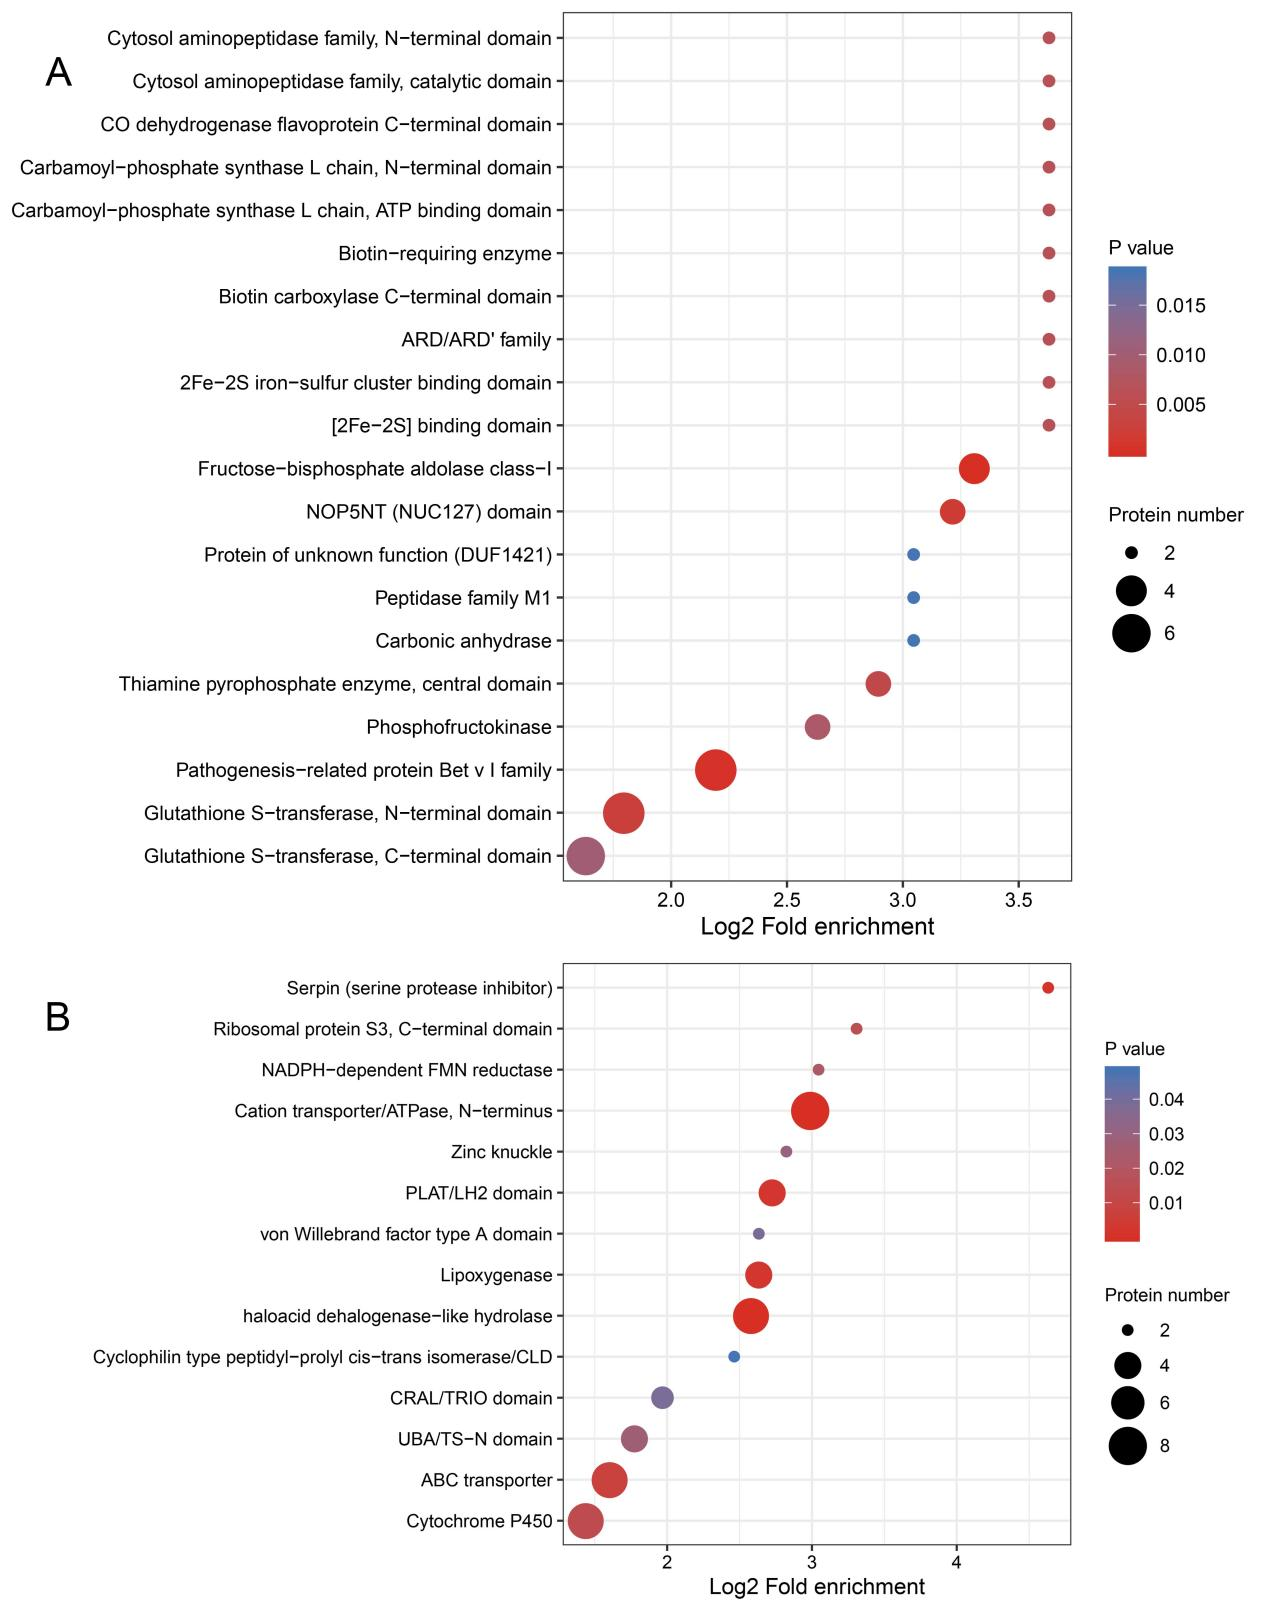 A
Cytosol aminopeptidase family, N−terminal domain
Cytosol aminopeptidase family, catalytic domain
CO dehydrogenase flavoprotein C−terminal domain
Carbamoyl−phosphate synthase L chain, N−terminal domain
Carbamoyl−phosphate synthase L chain, ATP binding domain
Biotin−requiring enzyme
Biotin carboxylase C−terminal domain
ARD/ARD' family
2Fe−2S iron−sulfur cluster binding domain
[2Fe−2S] binding domain
Fructose−bisphosphate aldolase class−I
NOP5NT (NUC127) domain
Protein of unknown function (DUF1421)
Peptidase family M1
Carbonic anhydrase
Thiamine pyrophosphate enzyme, central domain
Phosphofructokinase
Pathogenesis−related protein Bet v I family
Glutathione S−transferase, N−terminal domain
Glutathione S−transferase, C−terminal domain
2.0 2.5 3.0 3.5
Log2 Fold enrichment
P value
0.015
0.010
0.005
Protein number
2
4
6
B
Serpin (serine protease inhibitor)
Ribosomal protein S3, C−terminal domain
NADPH−dependent FMN reductase
Cation transporter/ATPase, N−terminus
Zinc knuckle
PLAT/LH2 domain
von Willebrand factor type A domain
Lipoxygenase
haloacid dehalogenase−like hydrolase
Cyclophilin type peptidyl−prolyl cis−trans isomerase/CLD
CRAL/TRIO domain
UBA/TS−N domain
ABC transporter
Cytochrome P450
2 3 4
Log2 Fold enrichment
P value
0.04
0.03
0.02
0.01
Protein number
2
4
6
8